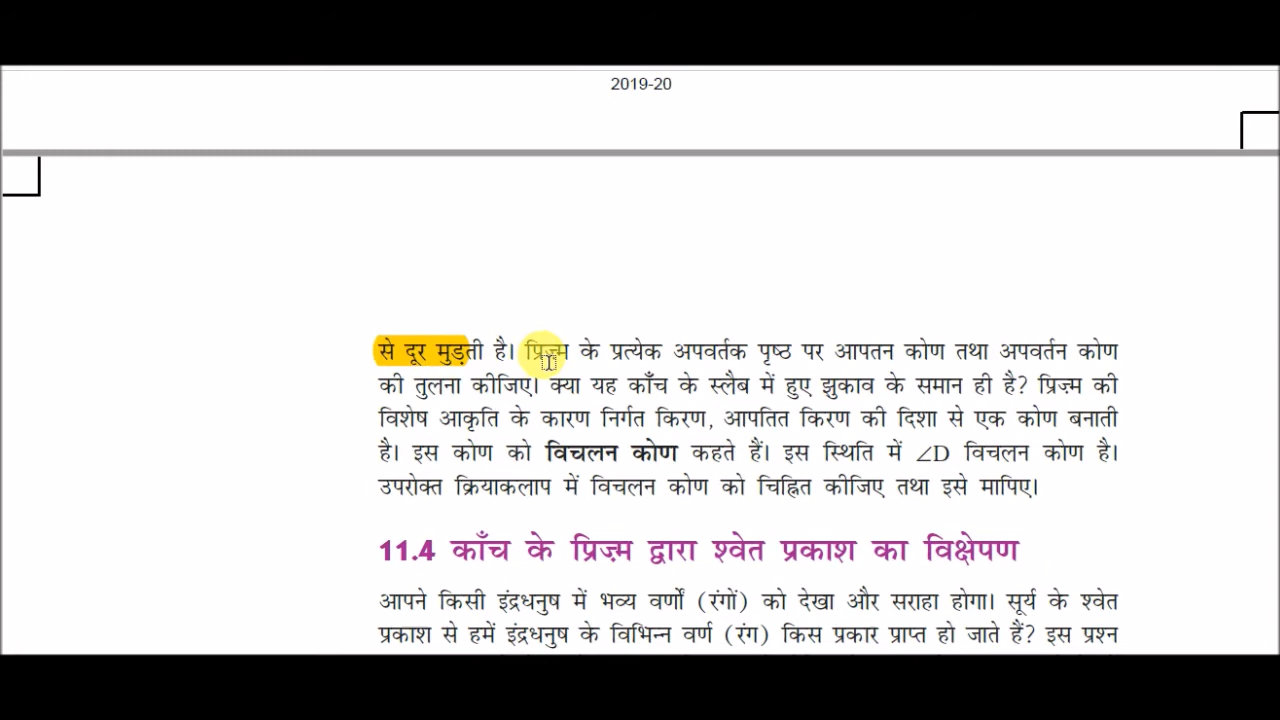 2019-20
से दूर मुड़ती है। प्रिज़्म के प्रत्येक अपवर्तक पृष्ठ पर आपतन कोण तथा अपवर्तन कोण
की तुलना कीजिए। क्या यह काँच के स्लैब में हुए झुकाव के समान ही है? प्रिज़्म की
विशेष आकृति के कारण निर्गत किरण, आपतित किरण की दिशा से एक कोण बनाती
है। इस कोण को विचलन कोण कहते हैं। इस स्थिति में ∠D विचलन कोण है।
उपरोक्त क्रियाकलाप में विचलन कोण को चिह्नित कीजिए तथा इसे मापिए।
11.4 काँच के प्रिज़्म द्वारा श्वेत प्रकाश का विक्षेपण
आपने किसी इंद्रधनुष में भव्य वर्णों (रंगों) को देखा और सराहा होगा। सूर्य के श्वेत
प्रकाश से हमें इंद्रधनुष के विभिन्न वर्ण (रंग) किस प्रकार प्राप्त हो जाते हैं? इस प्रश्न